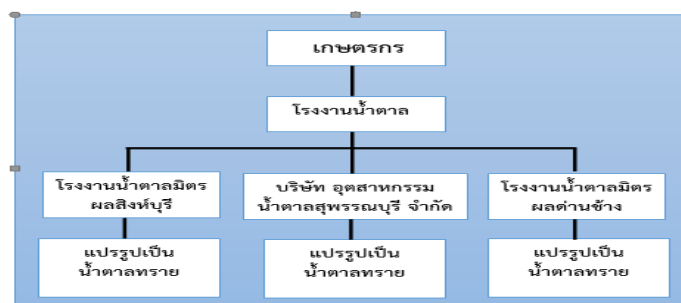 เกษตรกร
โรงงานน้ำตาล
โรงงานน้ำตาลมิตร
ผลสิงห์บุรี
บริษัท อุตสาหกรรม
น้ำตาลสุพรรณบุรี จำกัด
โรงงานน้ำตาลมิตร
ผลด่านช้าง
แปรรูปเป็น
น้ำตาลทราย
แปรรูปเป็น
น้ำตาลทราย
แปรรูปเป็น
น้ำตาลทราย